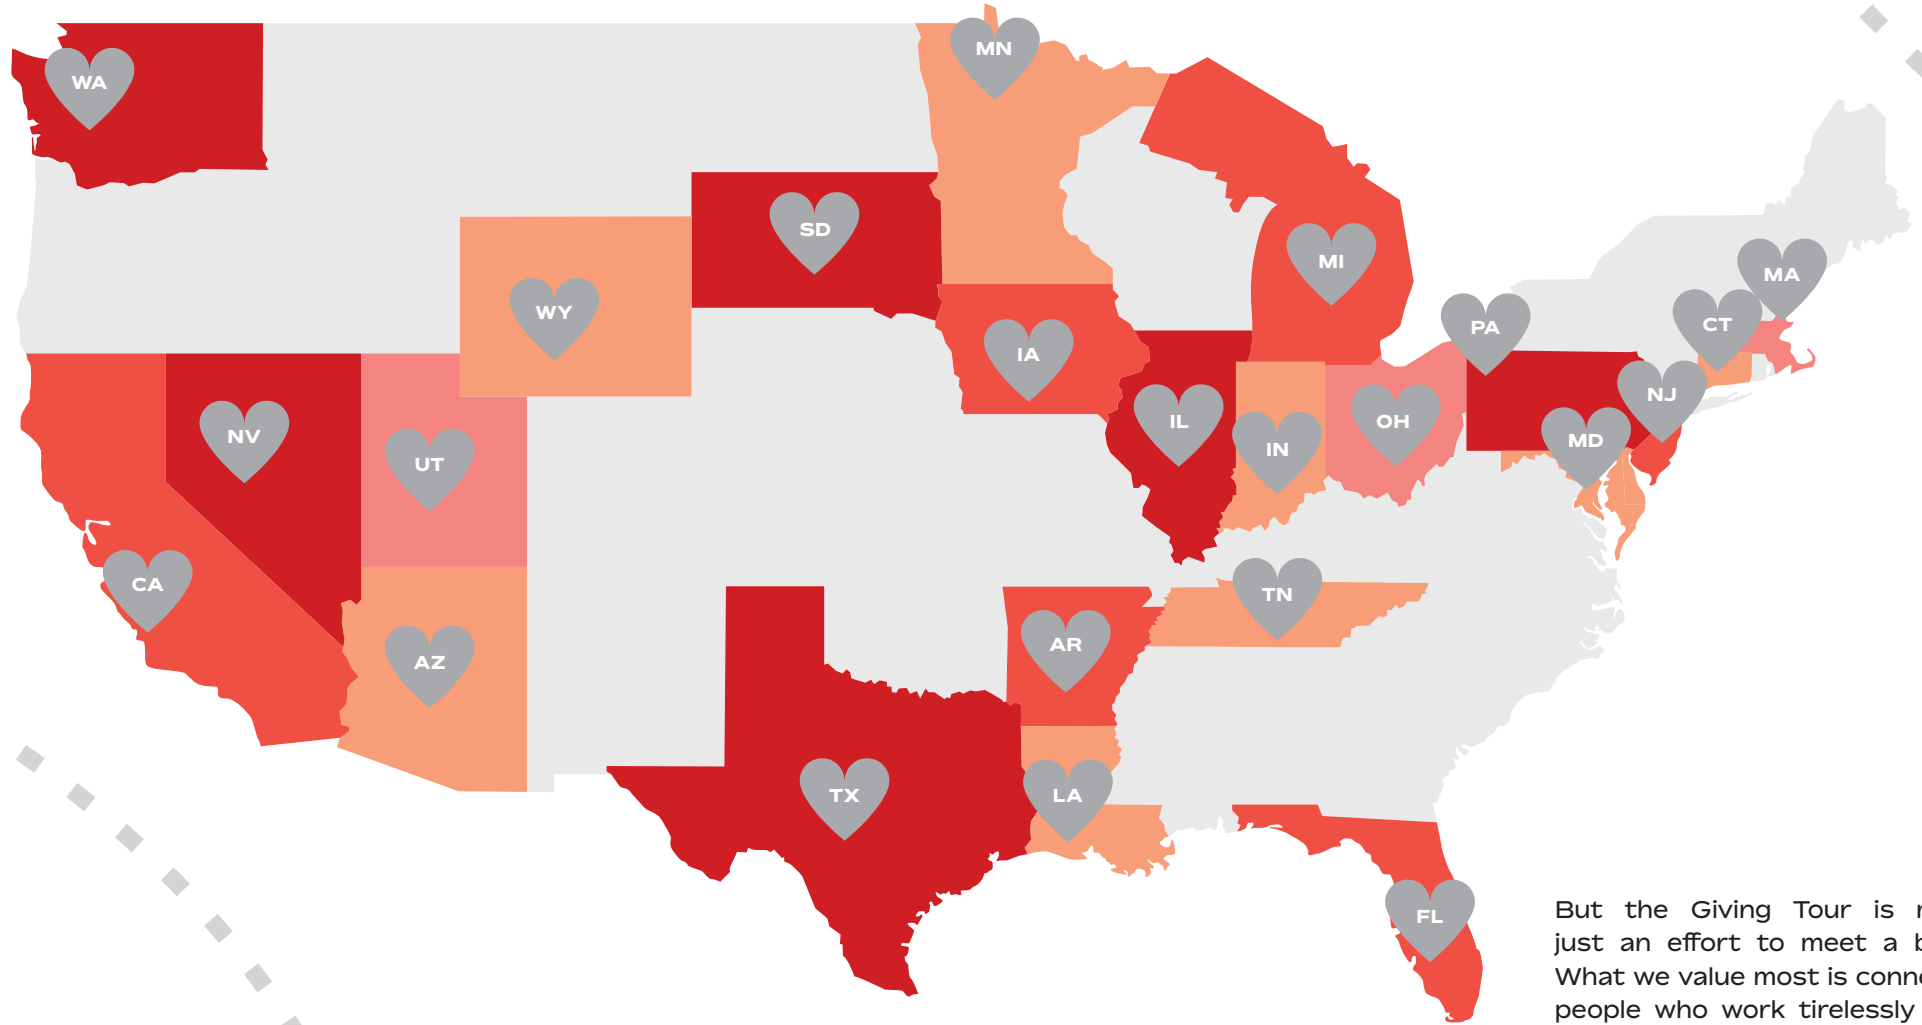 MN
WA
SD
MI
MA
WY
PA
CT
IA
NJ
IL
OH
NV
MD
IN
UT
CA
TN
AR
AZ
TX
LA
But the Giving Tour is
FL
just an effort to meet a
What we value most is
people who work tirelessly